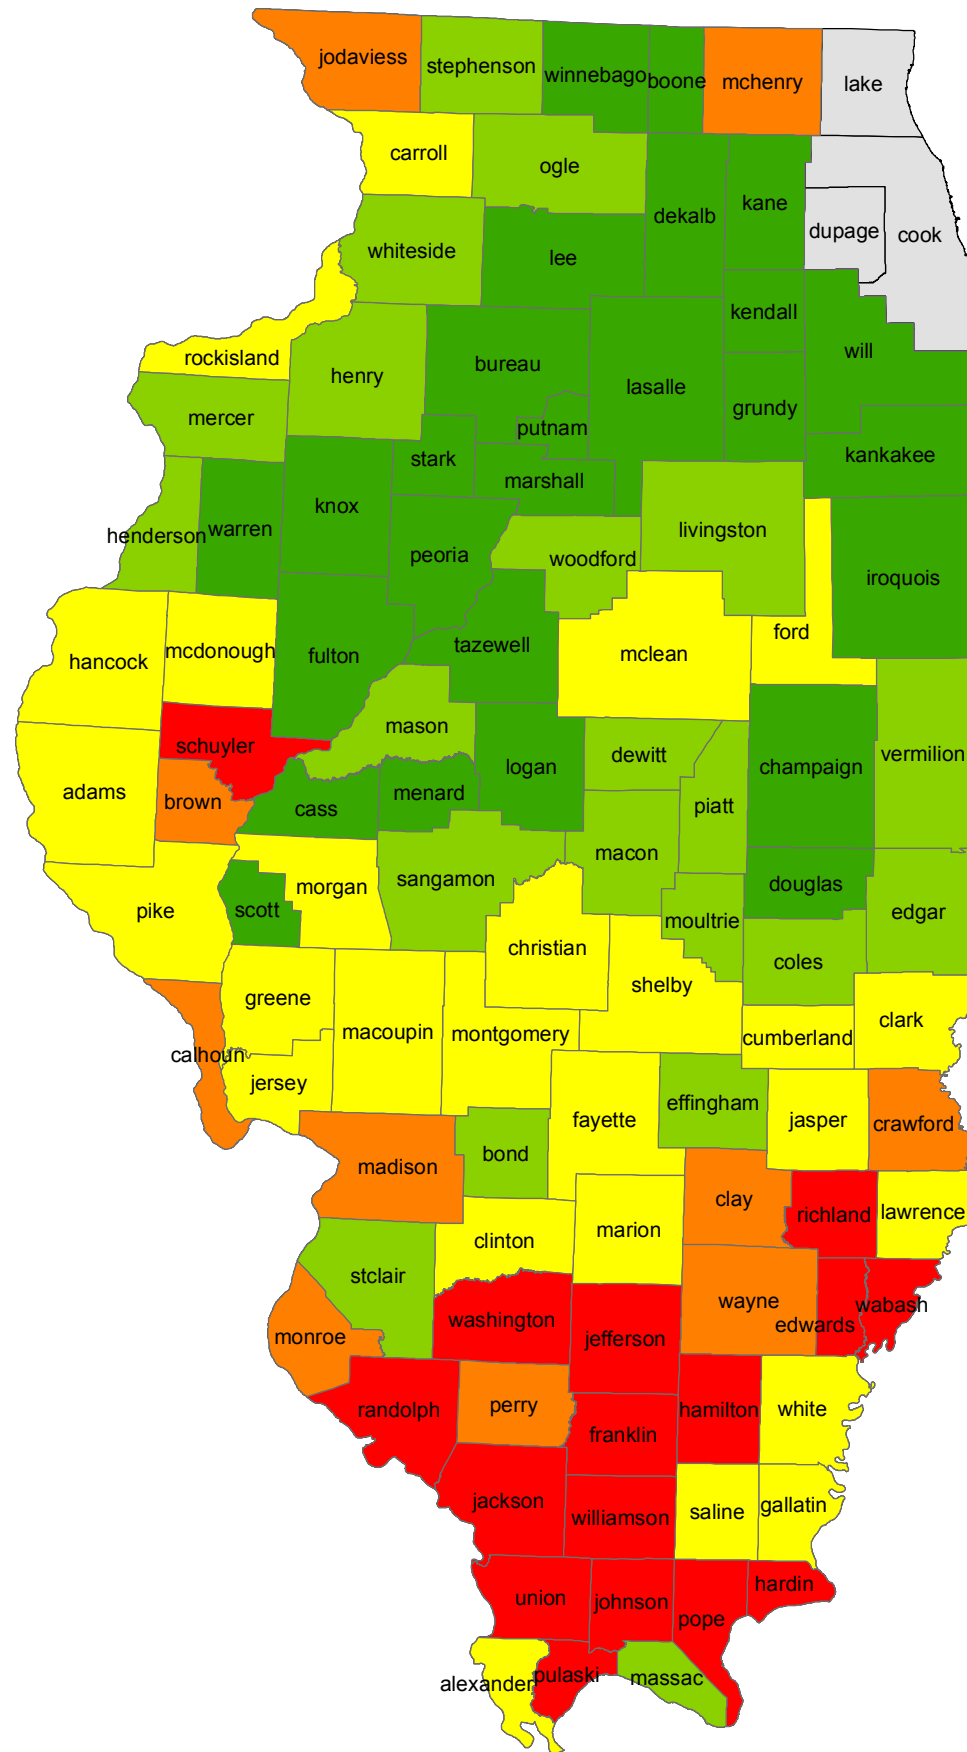 jodaviess
stephenson
winnebago
boone
mchenry
lake
carroll
ogle
dekalb
kane
dupage
cook
whiteside
lee
kendall
will
rockisland
henry
bureau
lasalle
grundy
mercer
putnam
stark
marshall
kankakee
henderson
warren
knox
peoria
woodford
livingston
iroquois
hancock
mcdonough
fulton
tazewell
mclean
ford
schuyler
mason
logan
dewitt
champaign
vermilion
adams
brown
cass
menard
piatt
macon
pike
scott
morgan
sangamon
christian
moultrie
douglas
edgar
coles
greene
macoupin
montgomery
shelby
cumberland
clark
calhoun
jersey
fayette
effingham
jasper
crawford
madison
bond
clay
richland
lawrence
stclair
clinton
marion
monroe
washington
jefferson
wayne
edwards
wabash
randolph
perry
franklin
hamilton
white
jackson
williamson
saline
gallatin
union
johnson
pope
hardin
alexander
pulaski
massac